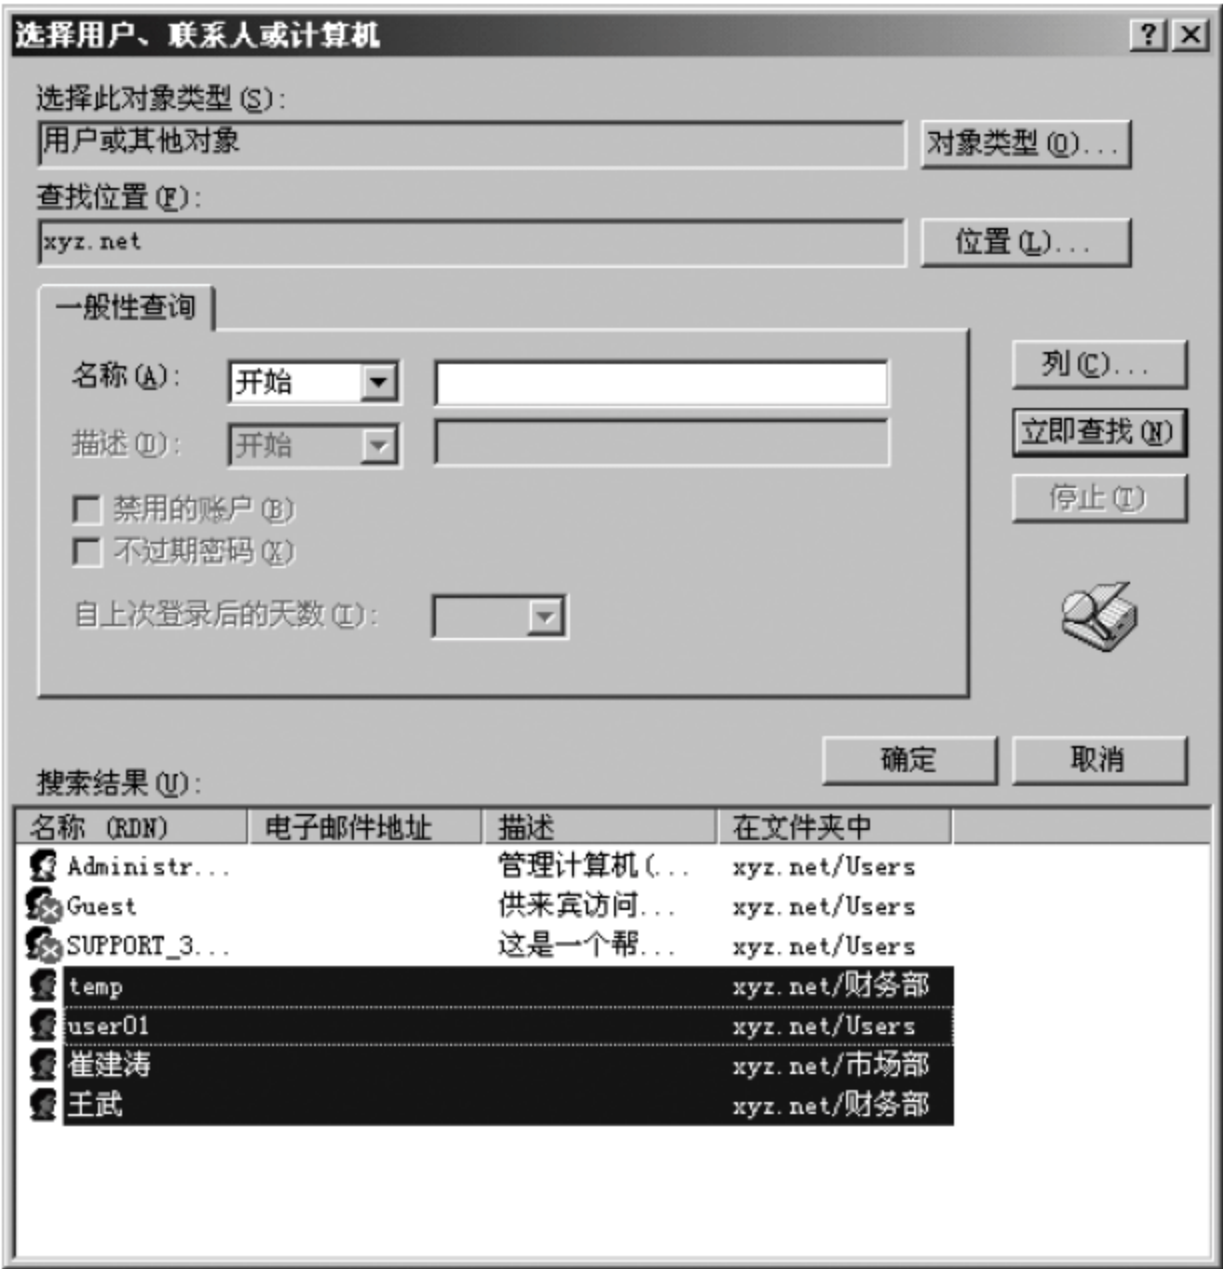 选择用户、联系人或计算机
选择此对象类型(S):
用户或其他对象
对象类型(O)...
查找位置(F):
xyz.net
位置(L)...
一般性查询
名称(A):
开始
列(C)...
描述(D):
开始
立即查找(N)
禁用的账户(B)
停止(T)
不过期密码(X)
自上次登录后的天数(I):
确定
取消
搜索结果(U):
名称 (RDN) 电子邮件地址 描述 在文件夹中
Administr... 管理计算机(... xyz.net/Users
Guest 供来宾访问... xyz.net/Users
SUPPORT_3... 这是一个帮... xyz.net/Users
temp xyz.net/财务部
user01 xyz.net/Users
崔建涛 xyz.net/市场部
王武 xyz.net/财务部